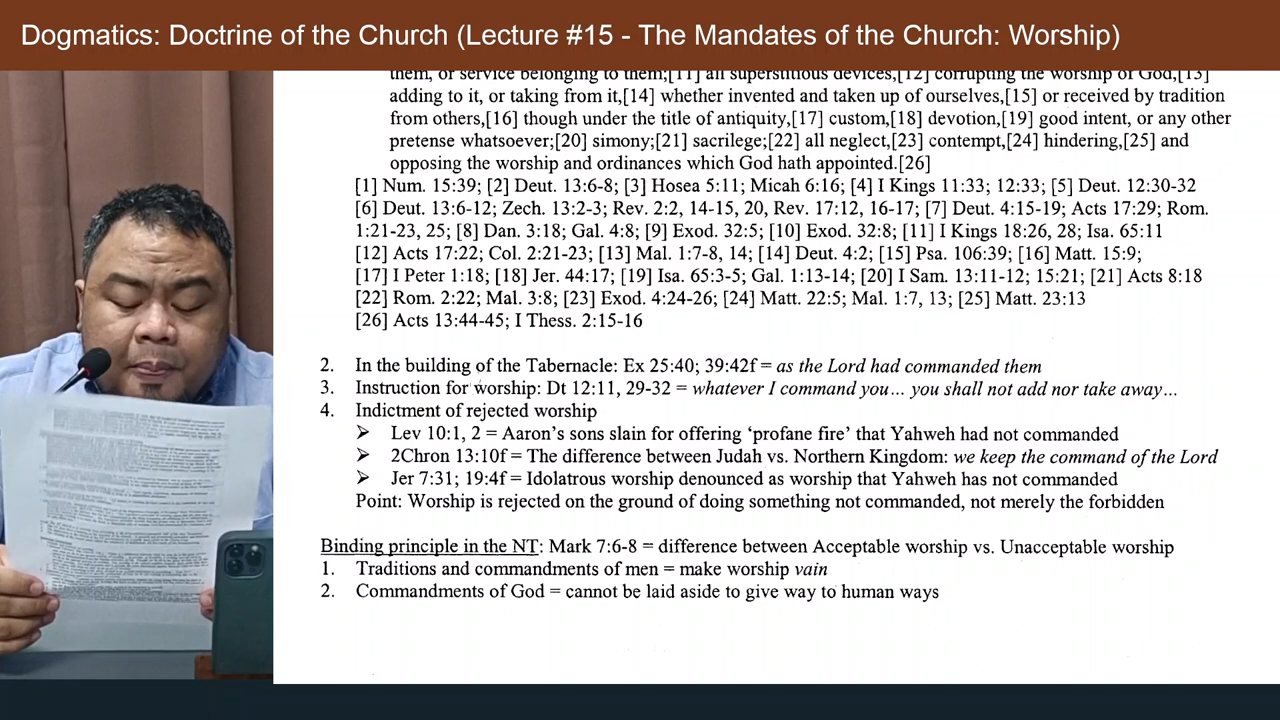 Dogmatics: Doctrine of the Church (Lecture #15 - The Mandates of the Church: Worship)
them, or service belonging to them;[11] all superstitious devices,[12] corrupting the worship of God,[13]
adding to it, or taking from it,[14] whether invented and taken up of ourselves,[15] or received by tradition
from others,[16] though under the title of antiquity,[17] custom,[18] devotion,[19] good intent, or any other
pretense whatsoever;[20] simony;[21] sacrilege;[22] all neglect,[23] contempt,[24] hindering,[25] and
opposing the worship and ordinances which God hath appointed.[26]
[1] Num. 15:39; [2] Deut. 13:6-8; [3] Hosea 5:11; Micah 6:16; [4] I Kings 11:33; 12:33; [5] Deut. 12:30-32
[6] Deut. 13:6-12; Zech. 13:2-3; Rev. 2:2, 14-15, 20, Rev. 17:12, 16-17; [7] Deut. 4:15-19; Acts 17:29; Rom.
1:21-23, 25; [8] Dan. 3:18; Gal. 4:8; [9] Exod. 32:5; [10] Exod. 32:8; [11] I Kings 18:26, 28; Isa. 65:11
[12] Acts 17:22; Col. 2:21-23; [13] Mal. 1:7-8, 14; [14] Deut. 4:2; [15] Psa. 106:39; [16] Matt. 15:9;
[17] I Peter 1:18; [18] Jer. 44:17; [19] Isa. 65:3-5; Gal. 1:13-14; [20] I Sam. 13:11-12; 15:21; [21] Acts 8:18
[22] Rom. 2:22; Mal. 3:8; [23] Exod. 4:24-26; [24] Matt. 22:5; Mal. 1:7, 13; [25] Matt. 23:13
[26] Acts 13:44-45; I Thess. 2:15-16
2. In the building of the Tabernacle: Ex 25:40; 39:42f = as the Lord had commanded them
3. Instruction for worship: Dt 12:11, 29-32 = whatever I command you… you shall not add nor take away…
4. Indictment of rejected worship
➢ Lev 10:1, 2 = Aaron's sons slain for offering 'profane fire' that Yahweh had not commanded
➢ 2Chron 13:10f = The difference between Judah vs. Northern Kingdom: we keep the command of the Lord
➢ Jer 7:31; 19:4f = Idolatrous worship denounced as worship that Yahweh has not commanded
Point: Worship is rejected on the ground of doing something not commanded, not merely the forbidden
Binding principle in the NT: Mark 7:6-8 = difference between Acceptable worship vs. Unacceptable worship
1. Traditions and commandments of men = make worship vain
2. Commandments of God = cannot be laid aside to give way to human ways